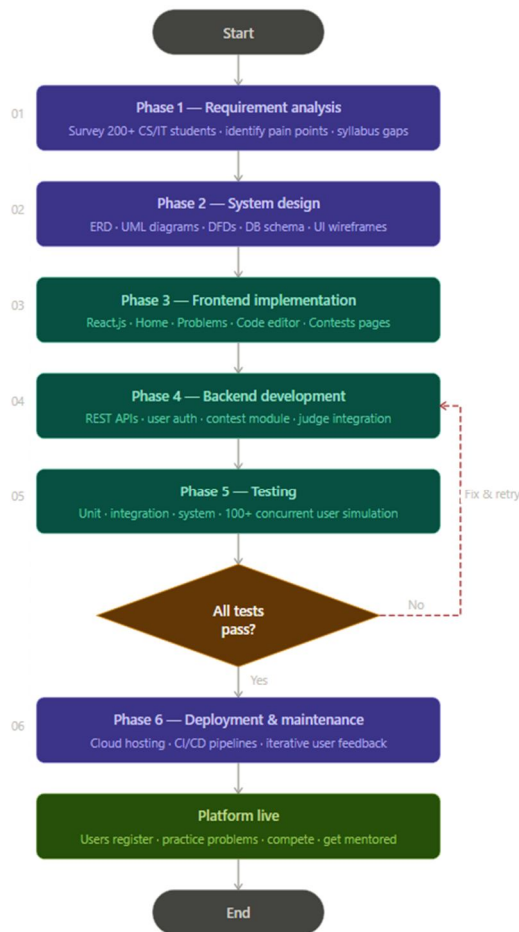 Start
01
Phase 1 — Requirement analysis
Survey 200+ CS/IT students · identify pain points · syllabus gaps
02
Phase 2 — System design
ERD · UML diagrams · DFDs · DB schema · UI wireframes
03
Phase 3 — Frontend implementation
React.js · Home · Problems · Code editor · Contests pages
04
Phase 4 — Backend development
REST APIs · user auth · contest module · judge integration
05
Phase 5 — Testing
Unit · integration · system · 100+ concurrent user simulation
Fix & retry
All tests
pass?
No
Yes
06
Phase 6 — Deployment & maintenance
Cloud hosting · CI/CD pipelines · iterative user feedback
Platform live
Users register · practice problems · compete · get mentored
End